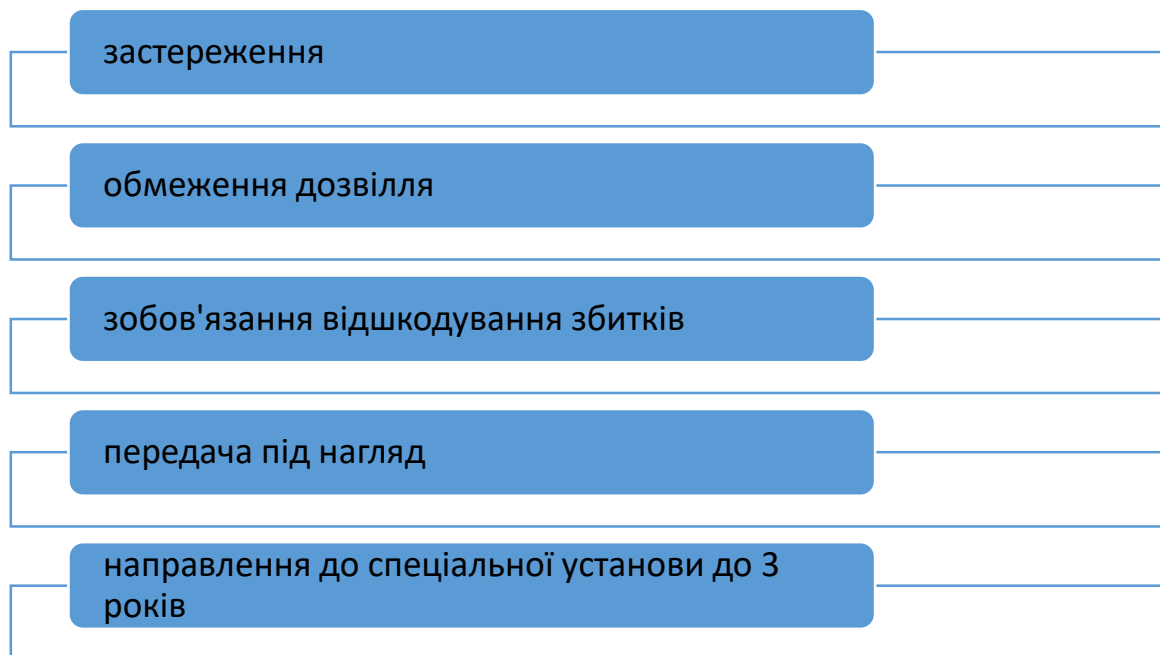 застереження
обмеження дозвілля
зобов'язання відшкодування збитків
передача під нагляд
направлення до спеціальної установи до 3
років